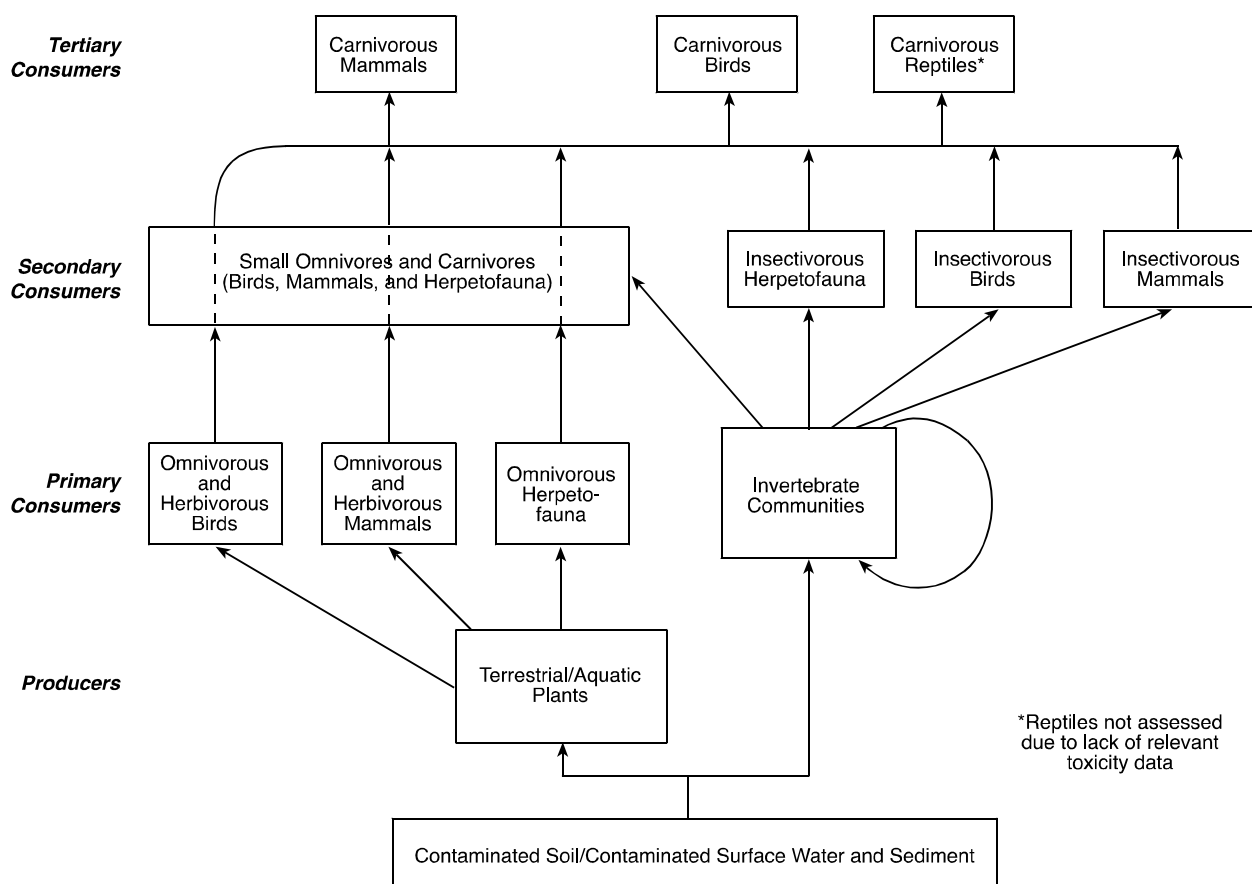 Tertiary
Consumers
Carnivorous
Mammals
Carnivorous
Birds
Carnivorous
Reptiles*
Secondary
Consumers
Small Omnivores and Carnivores
(Birds, Mammals, and Herpetofauna)
Insectivorous
Herpetofauna
Insectivorous
Birds
Insectivorous
Mammals
Primary
Consumers
Omnivorous
and
Herbivorous
Birds
Omnivorous
and
Herbivorous
Mammals
Omnivorous
Herpeto-
fauna
Invertebrate
Communities
Producers
Terrestrial/Aquatic
Plants
*Reptiles not assessed
due to lack of relevant
toxicity data
Contaminated Soil/Contaminated Surface Water and Sediment